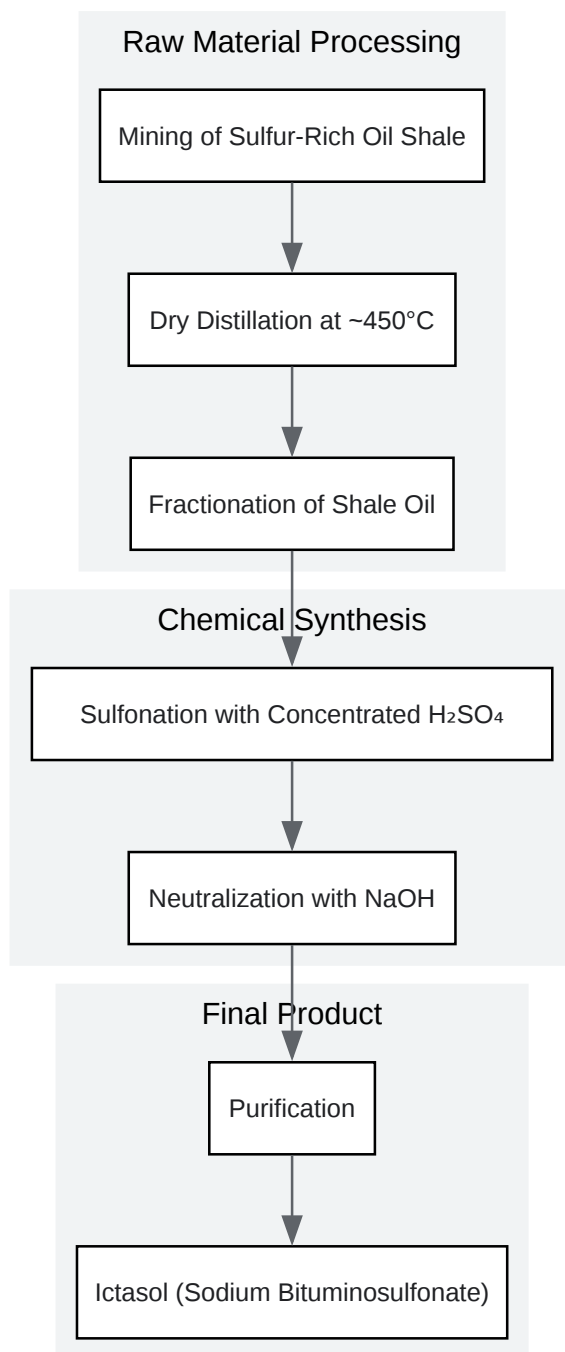 Raw Material Processing
Mining of Sulfur-Rich Oil Shale
Dry Distillation at ~450°C
Fractionation of Shale Oil
Chemical Synthesis
Sulfonation with Concentrated H₂SO₄
Neutralization with NaOH
Final Product
Purification
Ictasol (Sodium Bituminosulfonate)